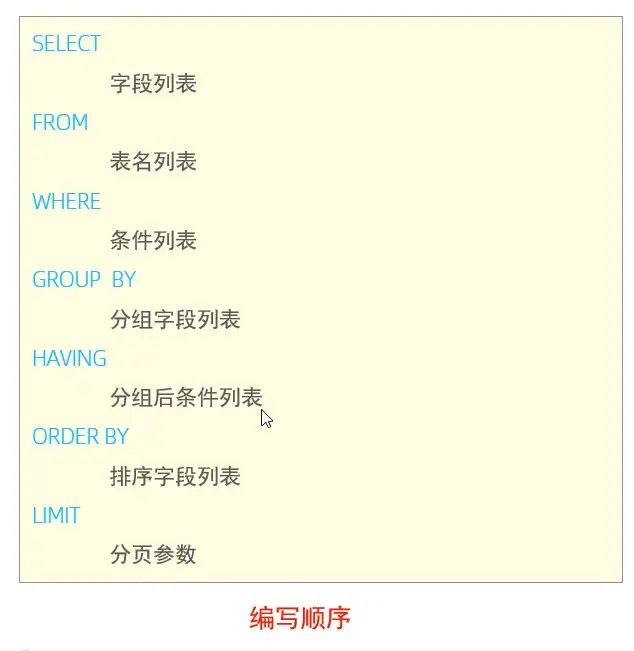 SELECT
字段列表
FROM
表名列表
WHERE
条件列表
GROUP BY
分组字段列表
HAVING
分组后条件列表
ORDER BY
排序字段列表
LIMIT
分页参数
编写顺序